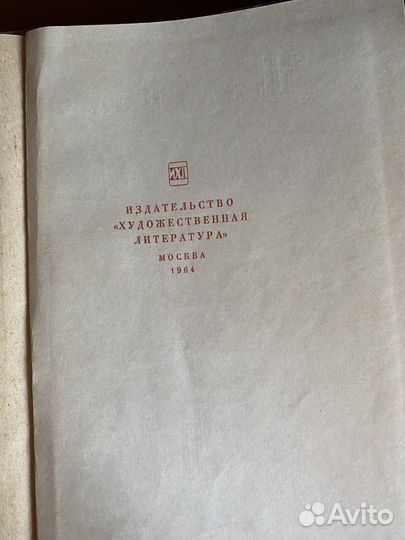 ИХЛ
ИЗДАТЕЛЬСТВО
«ХУДОЖЕСТВЕННАЯ
ЛИТЕРАТУРА»
МОСКВА
1964
Avito